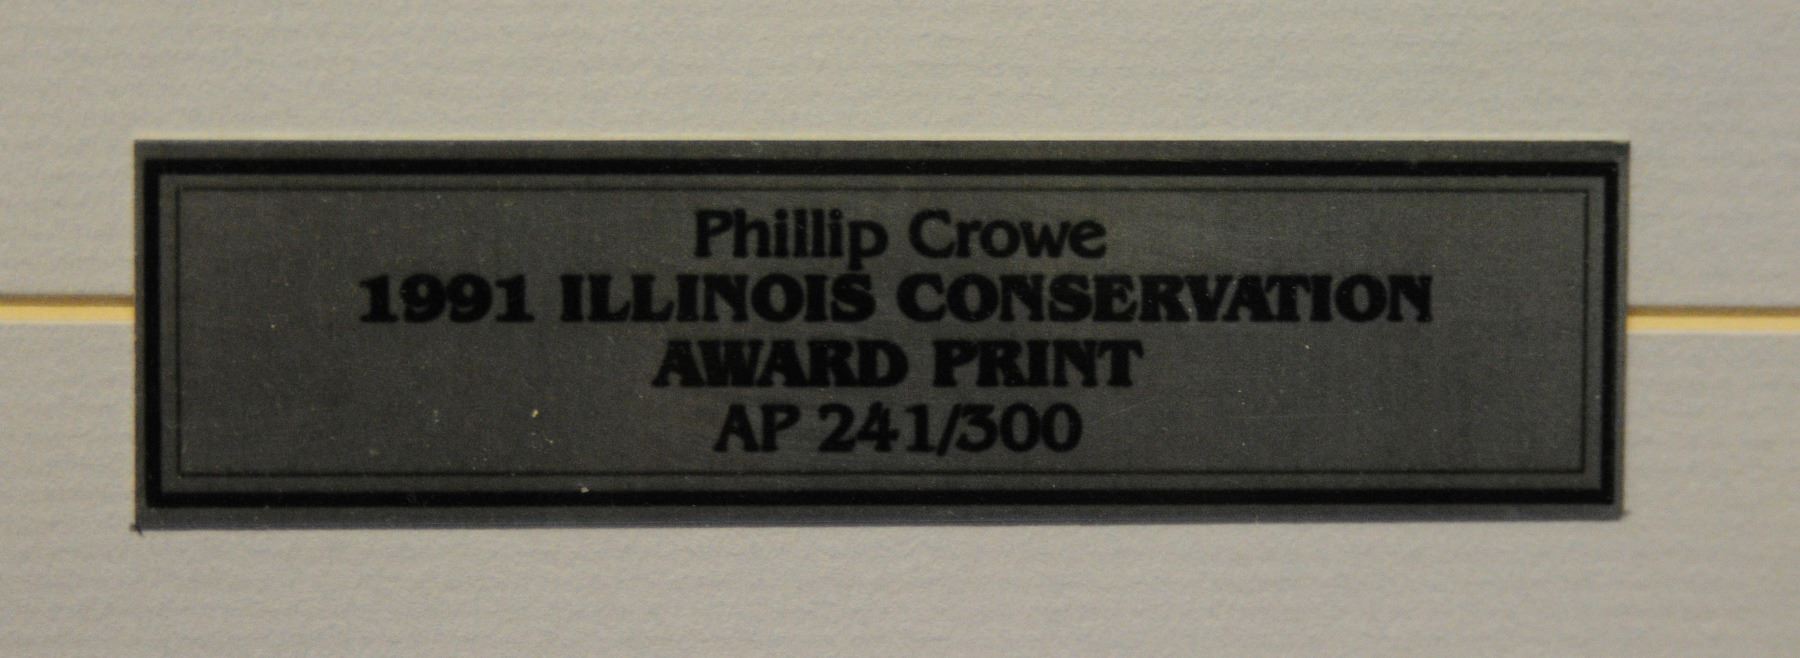 Phillip Crowe
1991 ILLINOIS CONSERVATION
AWARD PRINT
AP 241/300